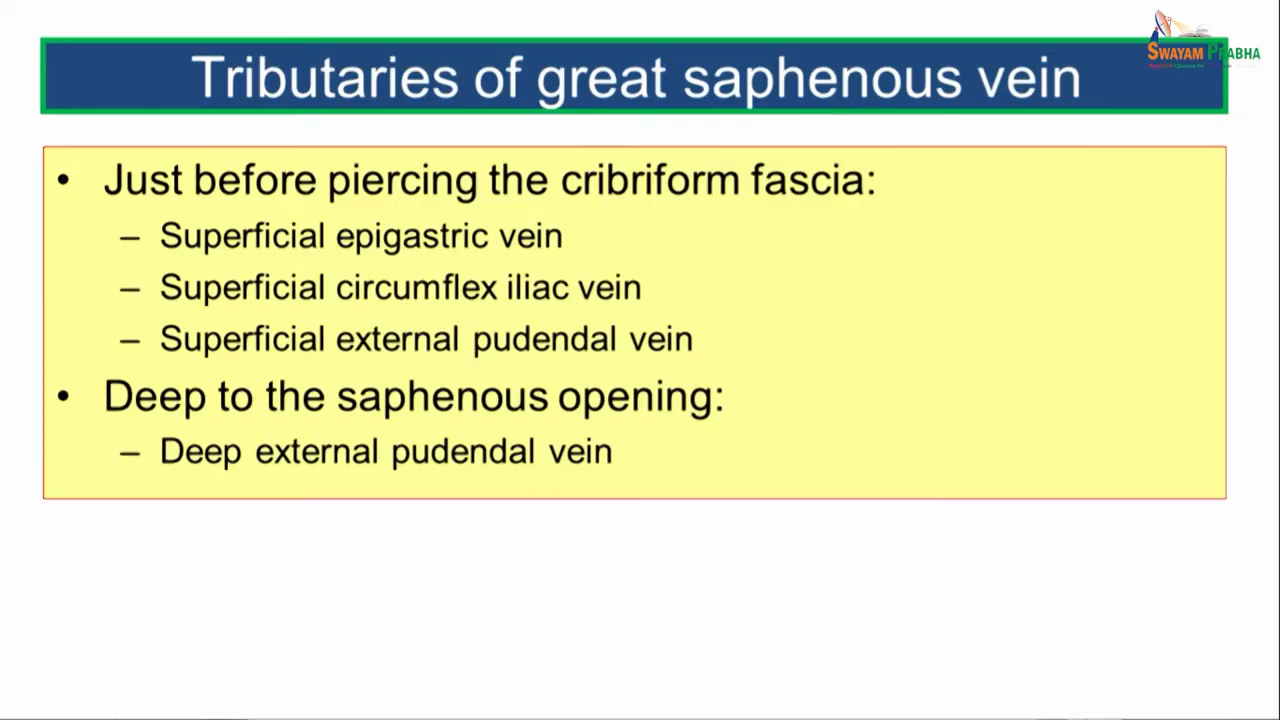 SWAYAM PRABHA
Tributaries of great saphenous vein
• Just before piercing the cribriform fascia:
– Superficial epigastric vein
– Superficial circumflex iliac vein
– Superficial external pudendal vein
• Deep to the saphenous opening:
– Deep external pudendal vein